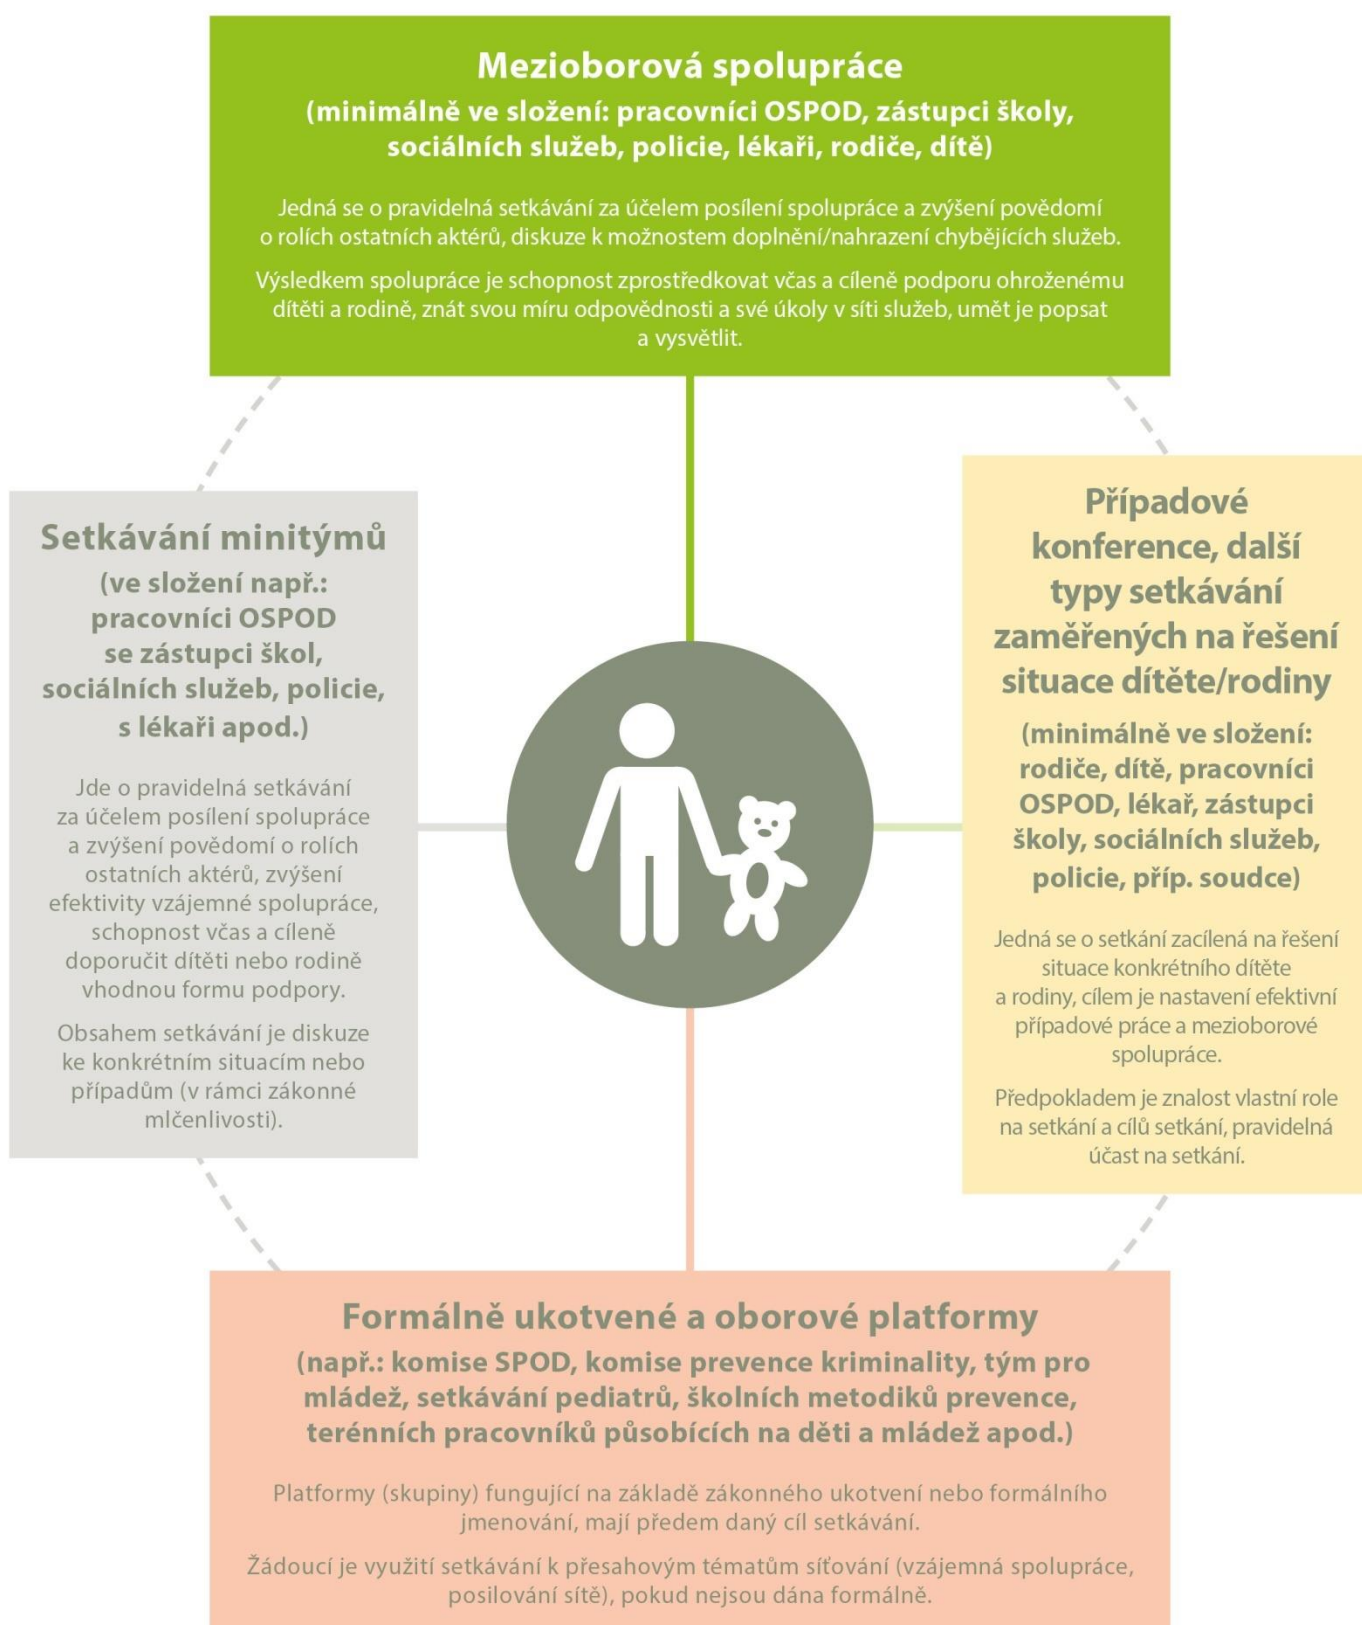 Mezioborová spolupráce
(minimálně ve složení: pracovníci OSPOD, zástupci školy,
sociálních služeb, policie, lékaři, rodiče, dítě)
Jedná se o pravidelná setkávání za účelem posílení spolupráce a zvýšení povědomí
o rolích ostatních aktérů, diskuze k možnostem doplnění/nahrazení chybějících služeb.
Výsledkem spolupráce je schopnost zprostředkovat včas a cíleně podporu ohroženému
dítěti a rodině, znát svou míru odpovědnosti a své úkoly v síti služeb, umět je popsat
a vysvětlit.
Setkávání minitýmů
(ve složení např.:
pracovníci OSPOD
se zástupci škol,
sociálních služeb, policie,
s lékaři apod.)
Jde o pravidelná setkávání
za účelem posílení spolupráce
a zvýšení povědomí o rolích
ostatních aktérů, zvýšení
efektivity vzájemné spolupráce,
schopnost včas a cíleně
doporučit dítěti nebo rodině
vhodnou formu podpory.
Obsahem setkávání je diskuze
ke konkrétním situacím nebo
případům (v rámci zákonné
mlčenlivosti).
Případové
konference, další
typy setkávání
zaměřených na řešení
situace dítěte/rodiny
(minimálně ve složení:
rodiče, dítě, pracovníci
OSPOD, lékař, zástupci
školy, sociálních služeb,
policie, příp. soudce)
Jedná se o setkání zacílená na řešení
situace konkrétního dítěte
a rodiny, cílem je nastavení efektivní
případové práce a mezioborové
spolupráce.
Předpokladem je znalost vlastní role
na setkání a cílů setkání, pravidelná
účast na setkání.
Formálně ukotvené a oborové platformy
(např.: komise SPOD, komise prevence kriminality, tým pro
mládež, setkávání pediatrů, školních metodiků prevence,
terénních pracovníků působících na děti a mládež apod.)
Platformy (skupiny) fungující na základě zákonného ukotvení nebo formálního
jmenování, mají předem daný cíl setkávání.
Žádoucí je využití setkávání k přesahovým tématům síťování (vzájemná spolupráce,
posilování sítě), pokud nejsou dána formálně.